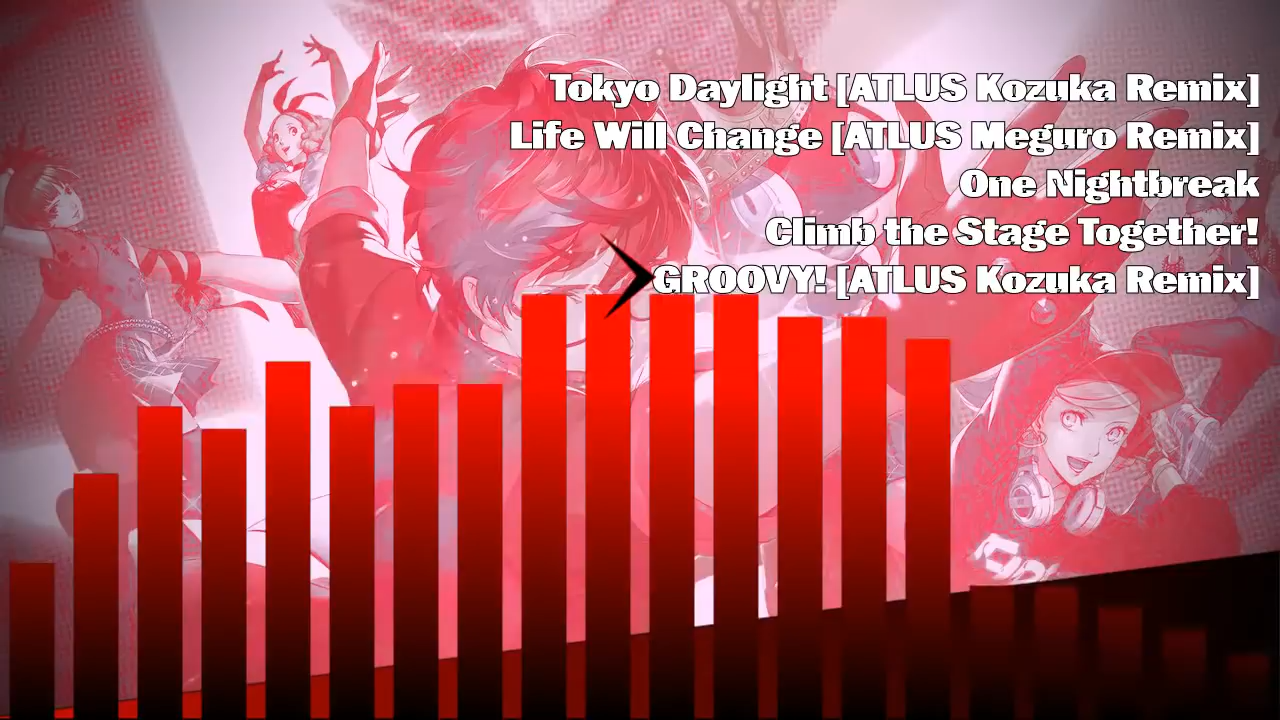 Tokyo Daylight [ATLUS Kozuka Remix]
Life Will Change [ATLUS Meguro Remix]
One Nightbreak
Climb the Stage Together!
GROOVY! [ATLUS Kozuka Remix]